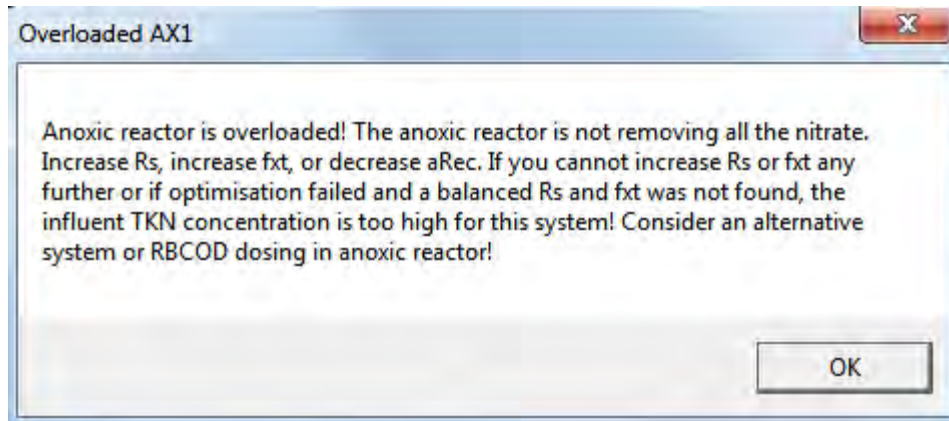 Overloaded AX1
Anoxic reactor is overloaded! The anoxic reactor is not removing all the nitrate.
Increase Rs, increase fxt, or decrease aRec. If you cannot increase Rs or fxt any
further or if optimisation failed and a balanced Rs and fxt was not found, the
influent TKN concentration is too high for this system! Consider an alternative
system or RBCOD dosing in anoxic reactor!
OK